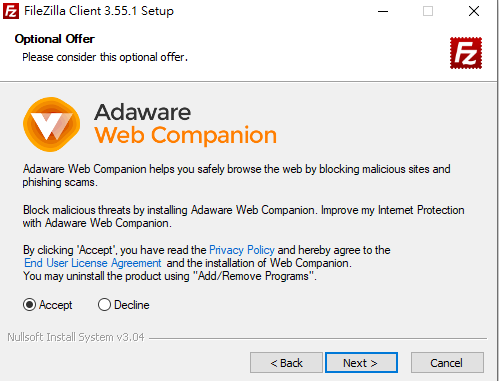 FileZilla Client 3.55.1 Setup
Optional Offer
Please consider this optional offer.
Fz
Adaware
Web Companion
Adaware Web Companion helps you safely browse the web by blocking malicious sites and
phishing scams.
Block malicious threats by installing Adaware Web Companion. Improve my Internet Protection
with Adaware Web Companion.
By clicking 'Accept', you have read the Privacy Policy and hereby agree to the
End User License Agreement and the installation of Web Companion.
You may uninstall the product using "Add/Remove Programs".
Accept Decline
Nullsoft Install System v3.04
< Back Next > Cancel